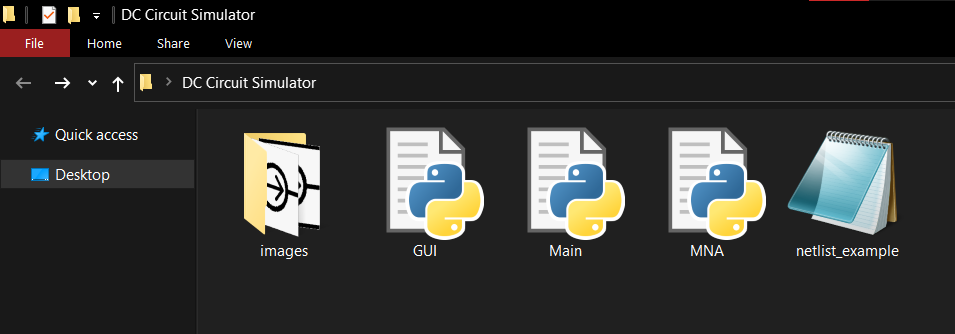 DC Circuit Simulator
File Home Share View
DC Circuit Simulator
Quick access
Desktop
images GUI Main MNA netlist_example